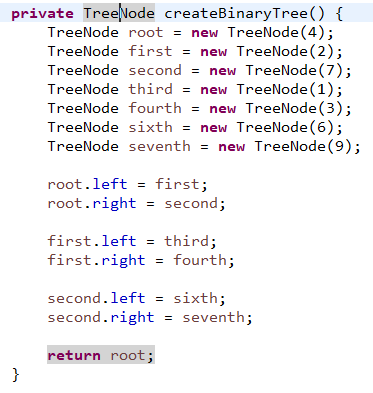 private TreeNode createBinaryTree() {
    TreeNode root = new TreeNode(4);
    TreeNode first = new TreeNode(2);
    TreeNode second = new TreeNode(7);
    TreeNode third = new TreeNode(1);
    TreeNode fourth = new TreeNode(3);
    TreeNode sixth = new TreeNode(6);
    TreeNode seventh = new TreeNode(9);

    root.left = first;
    root.right = second;

    first.left = third;
    first.right = fourth;

    second.left = sixth;
    second.right = seventh;

    return root;
}